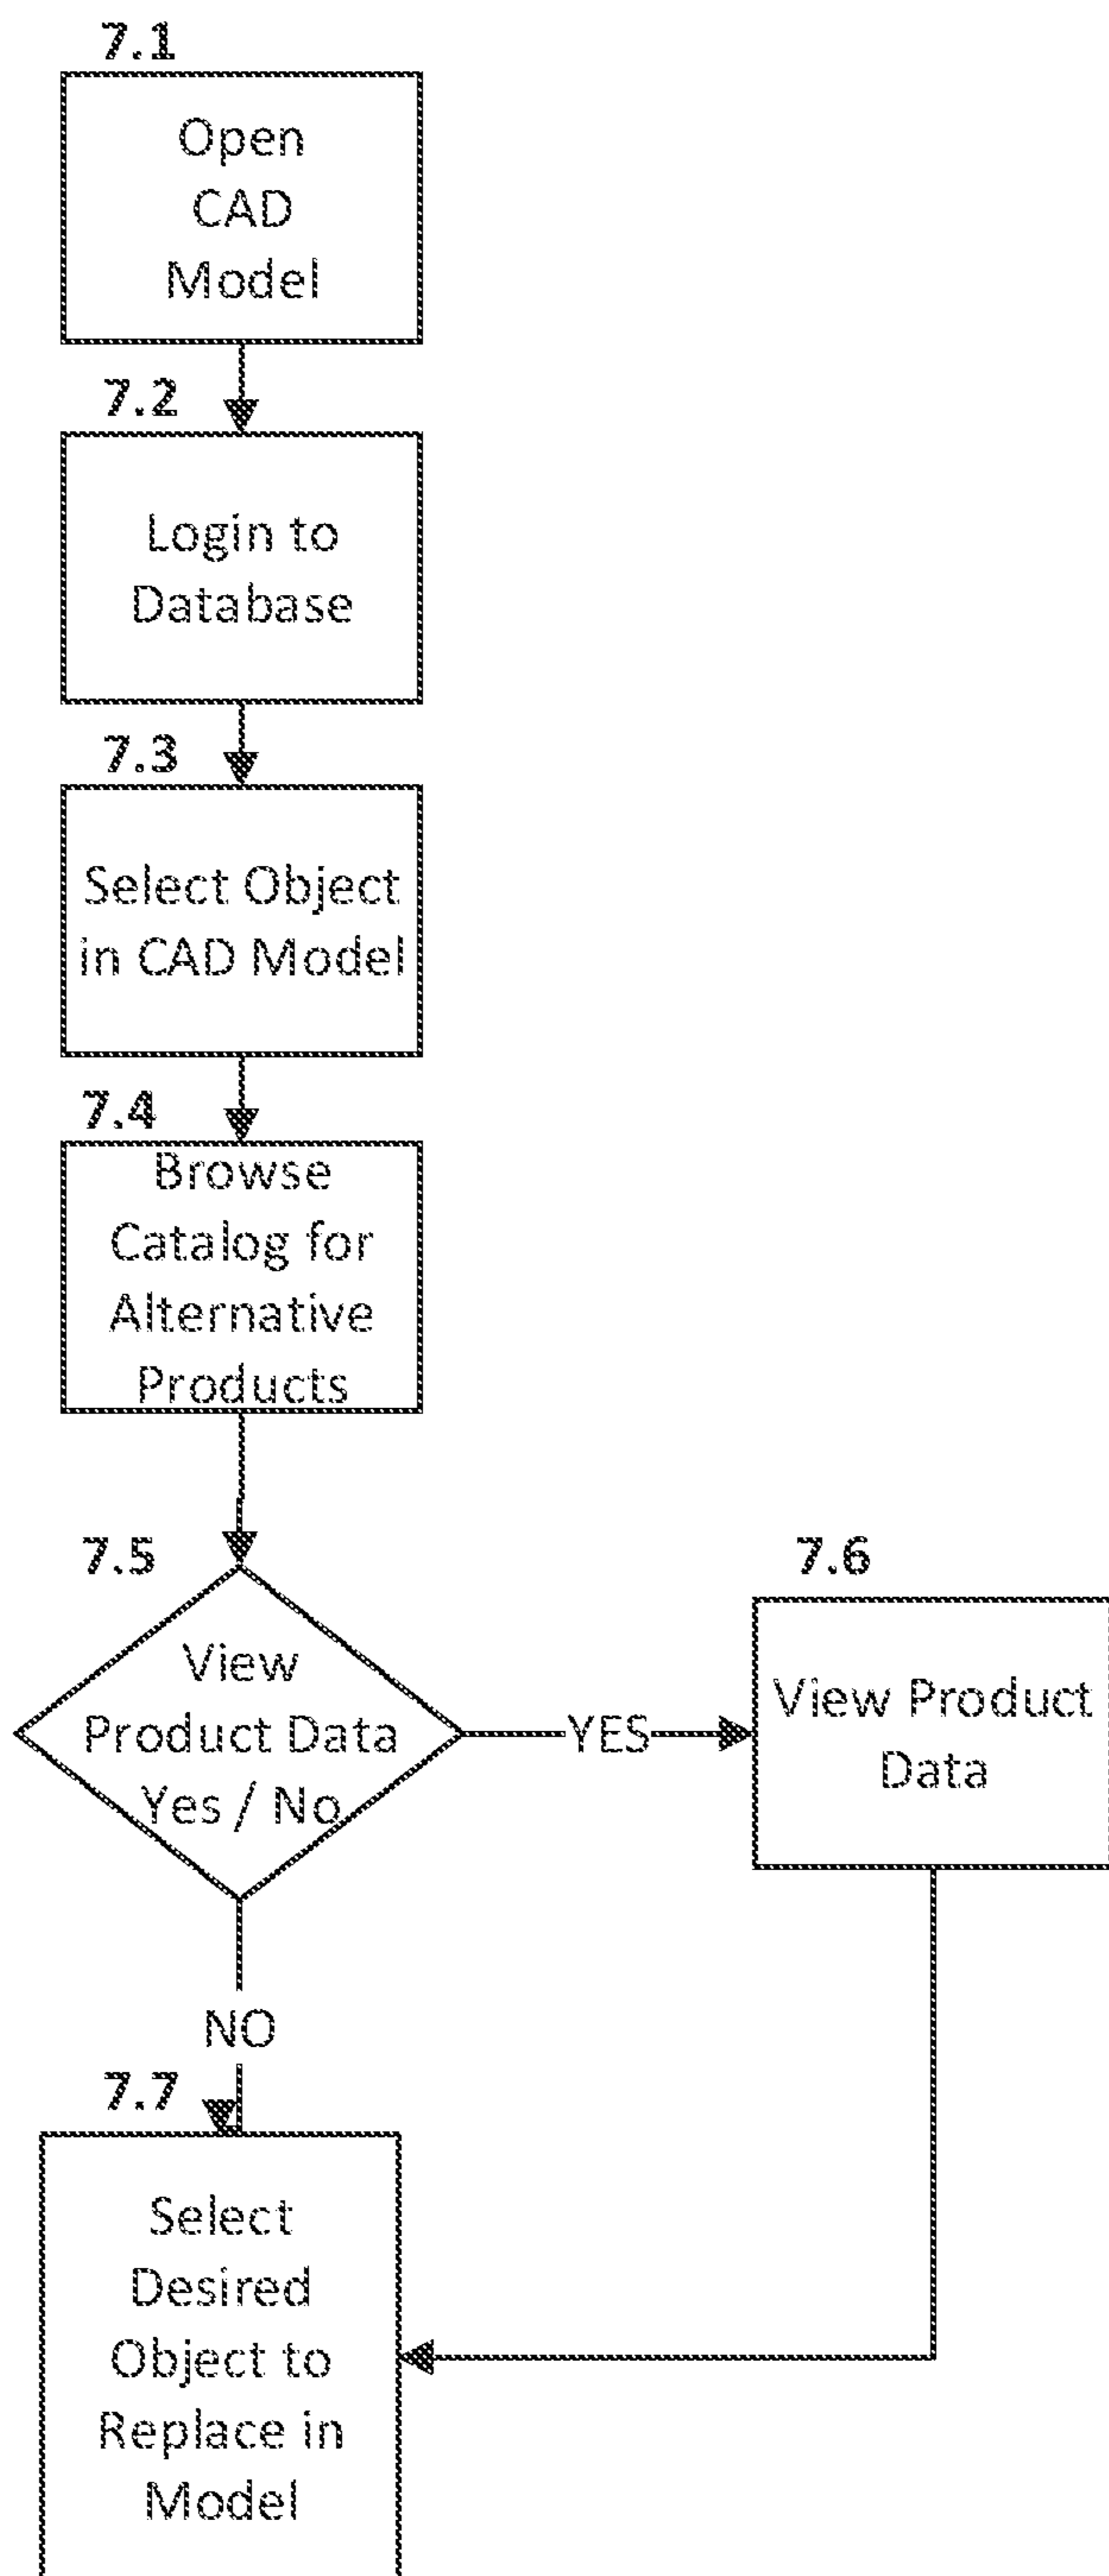 7.1
Open
CAD
Model
7.2
Login to
Database
7.3
Select Object
in CAD Model
7.4
Browse
Catalog for
Alternative
Products
7.5
View
Product Data
Yes / No
YES
7.6
View Product
Data
NO
7.7
Select
Desired
Object to
Replace in
Model